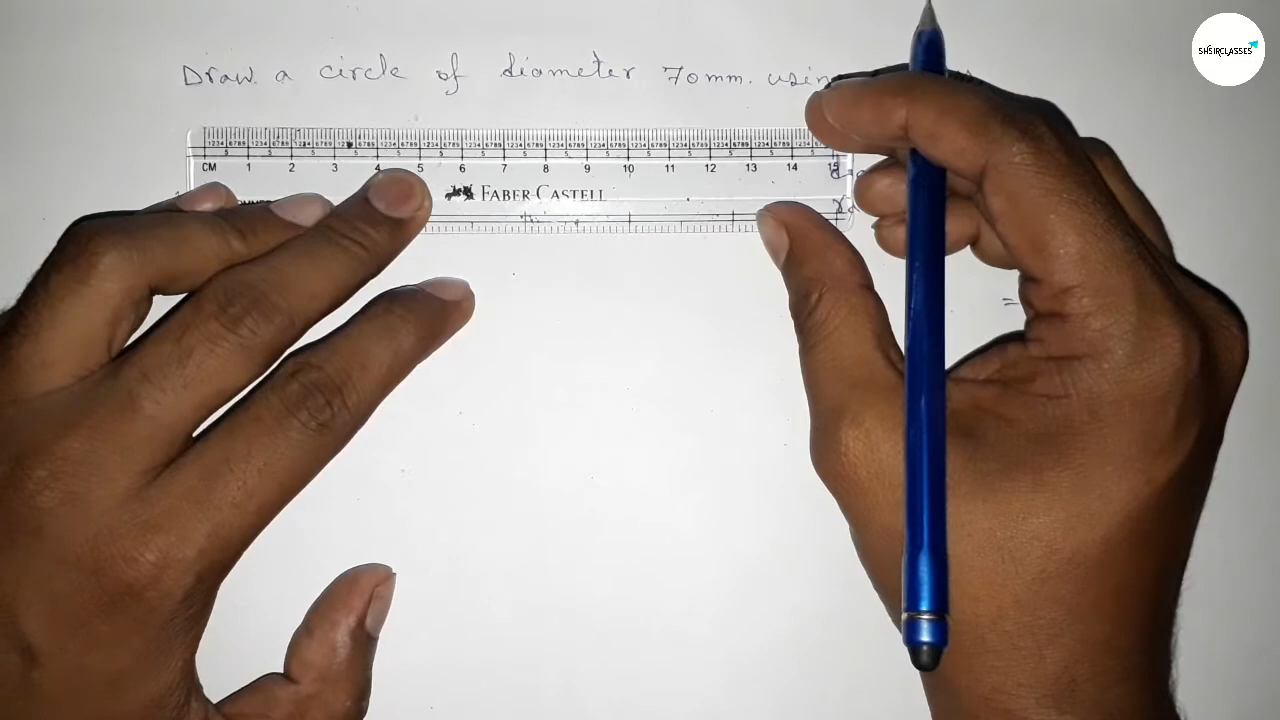 SHSIRCLASSES
Draw a circle of diameter 70mm. using
CM 1 2 3 4 5 6 7 8 9 10 11 12 13 14 15
FABER-CASTELL
=